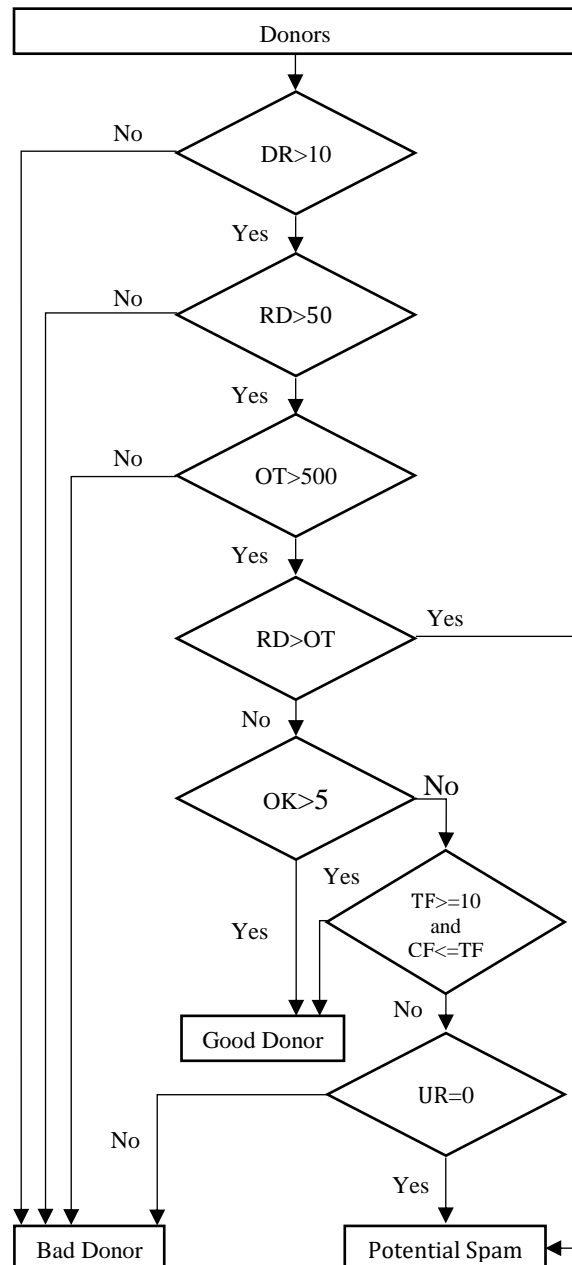 Donors
No
DR>10
Yes
No
RD>50
Yes
No
OT>500
Yes
RD>OT
Yes
No
OK>5
No
Yes
TF>=10
and
CF<=TF
Yes
No
Good Donor
UR=0
No
Yes
Bad Donor
Potential Spam